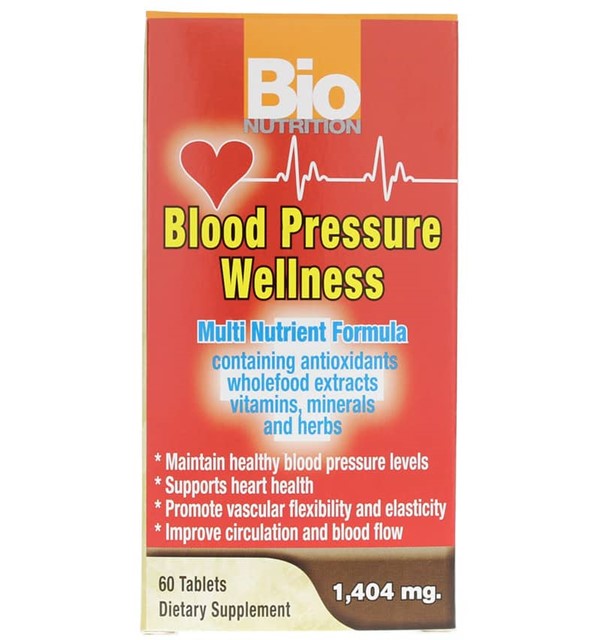 Bio
NUTRITION
Blood Pressure
Wellness
Multi Nutrient Formula
containing antioxidants
wholefood extracts
vitamins, minerals
and herbs
* Maintain healthy blood pressure levels
* Supports heart health
* Promote vascular flexibility and elasticity
* Improve circulation and blood flow
60 Tablets
Dietary Supplement
1,404 mg.